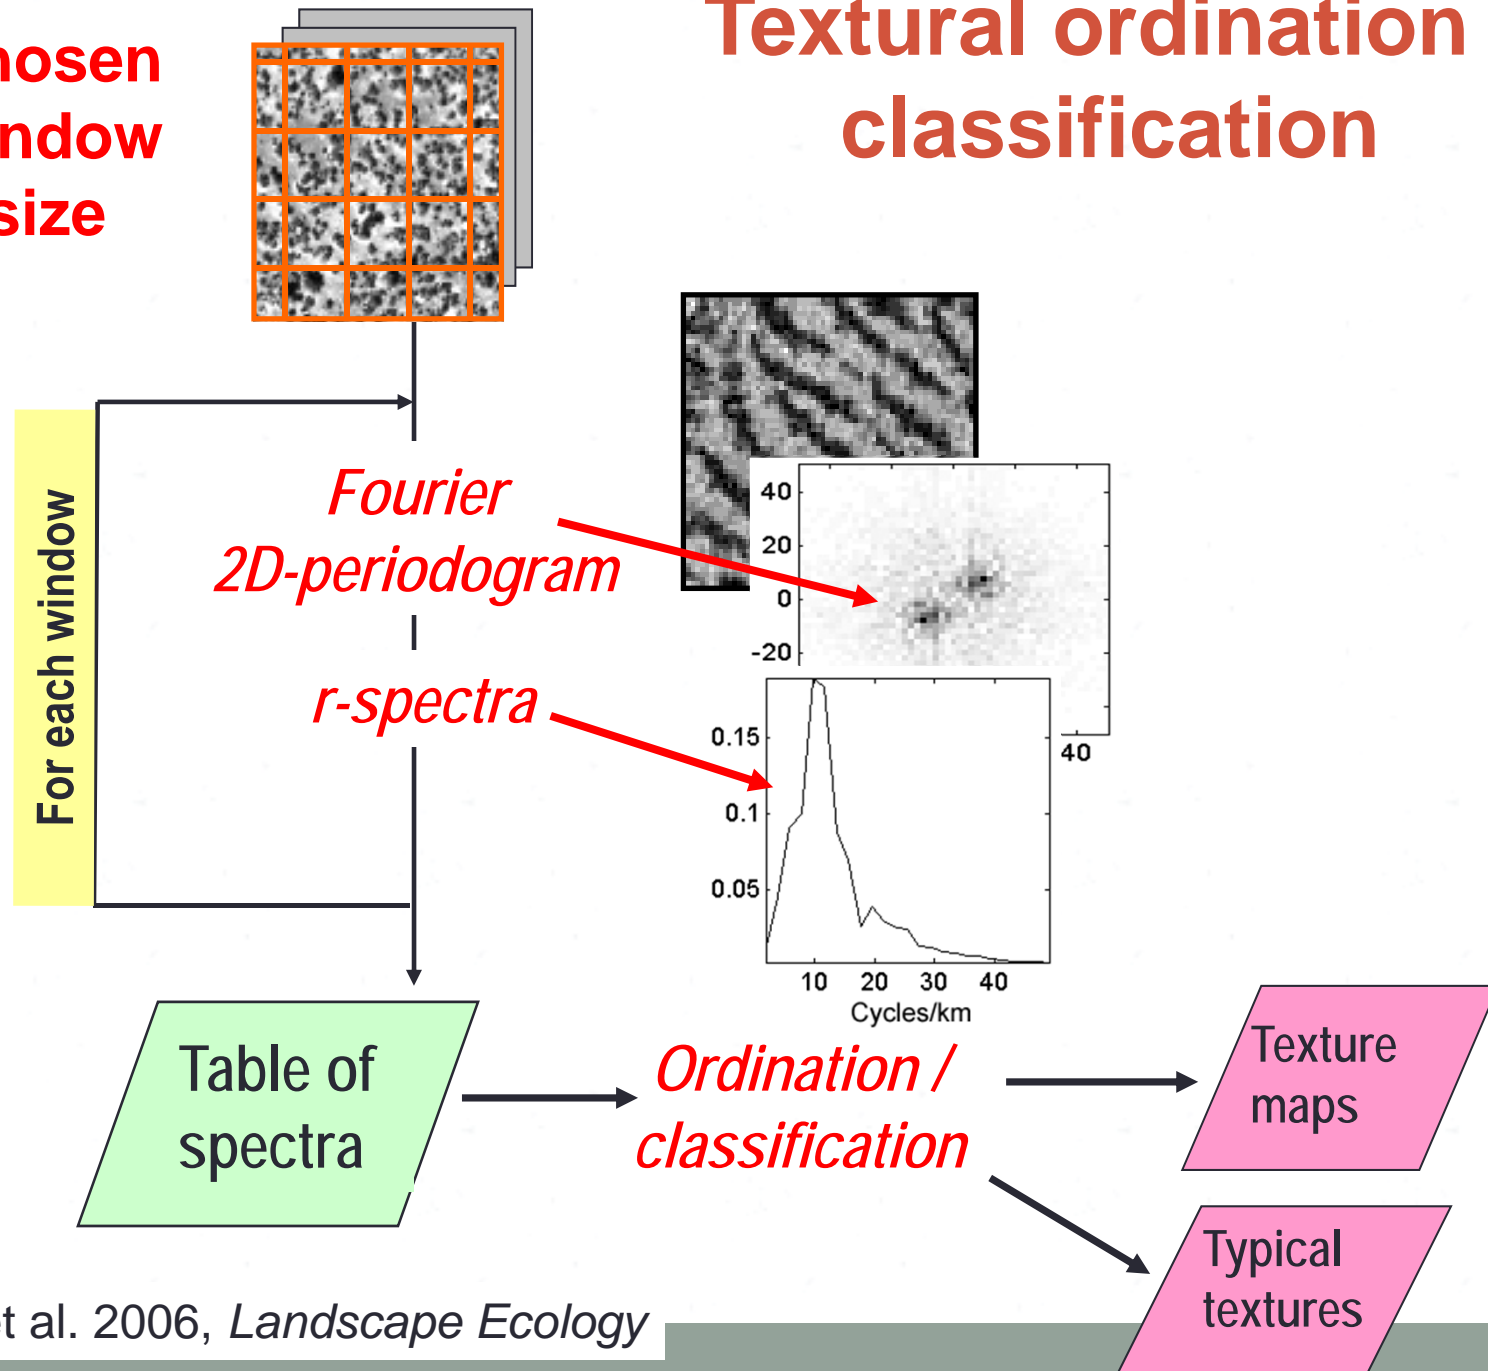 Textural ordination
classification
hosen
ndow
size
For each window
Fourier
2D-periodogram
r-spectra
40
20
0
-20
40
0.15
0.1
0.05
10 20 30 40
Cycles/km
Table of
spectra
Ordination /
classification
Texture
maps
Typical
textures
et al. 2006, Landscape Ecology